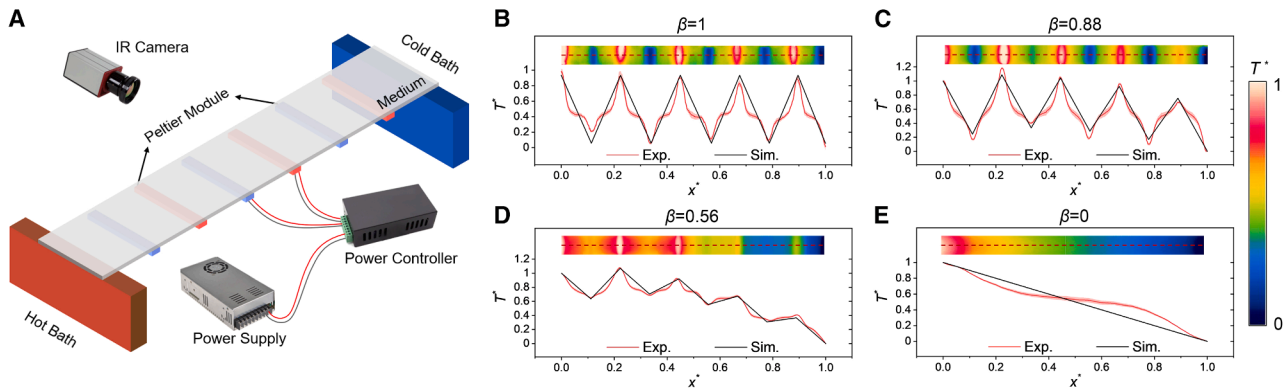 A
IR Camera
Cold Bath
Medium
Peltier Module
Power Controller
Power Supply
Hot Bath
B
β=1
T*
1.2
1
0.8
0.6
0.4
0.2
0
Exp.
Sim.
0.0 0.2 0.4 0.6 0.8 1.0
x*
C
β=0.88
T*
1.2
1
0.8
0.6
0.4
0.2
0
Exp.
Sim.
0.0 0.2 0.4 0.6 0.8 1.0
x*
D
β=0.56
T*
1.2
1
0.8
0.6
0.4
0.2
0
Exp.
Sim.
0.0 0.2 0.4 0.6 0.8 1.0
x*
E
β=0
T*
1
0.8
0.6
0.4
0.2
0
Exp.
Sim.
0.0 0.2 0.4 0.6 0.8 1.0
x*
T*
1
0